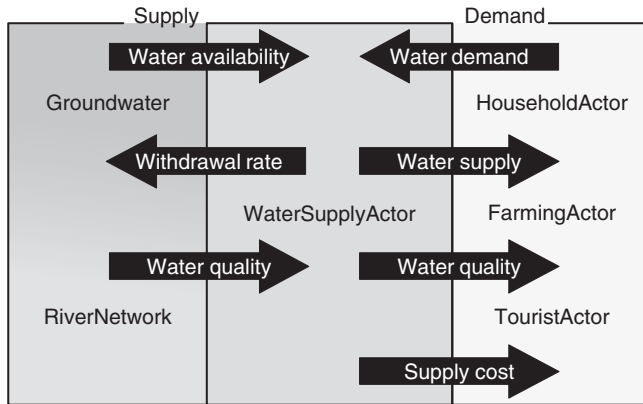 Supply
Demand
Water availability
Water demand
Groundwater
HouseholdActor
Withdrawal rate
Water supply
WaterSupplyActor
FarmingActor
Water quality
Water quality
RiverNetwork
TouristActor
Supply cost